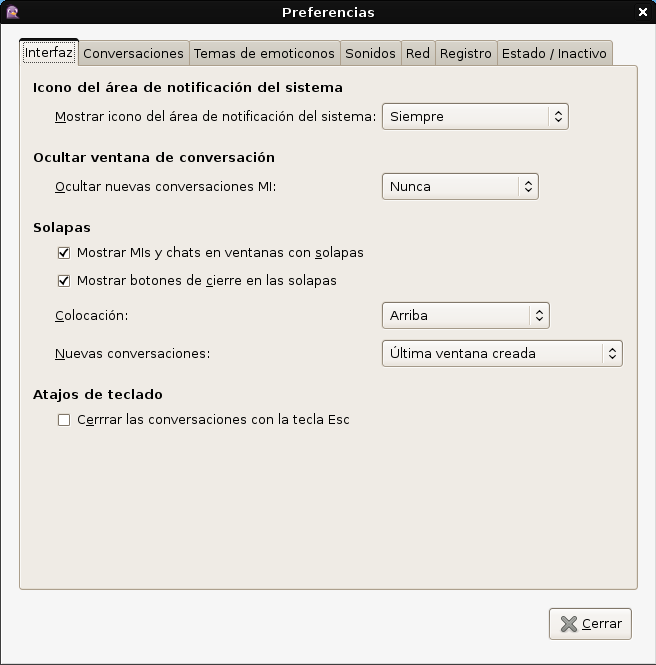 Preferencias
Interfaz Conversaciones Temas de emoticonos Sonidos Red Registro Estado / Inactivo
Icono del área de notificación del sistema
Mostrar icono del área de notificación del sistema: Siempre
Ocultar ventana de conversación
Ocultar nuevas conversaciones MI: Nunca
Solapas
Mostrar MIs y chats en ventanas con solapas
Mostrar botones de cierre en las solapas
Colocación: Arriba
Nuevas conversaciones: Última ventana creada
Atajos de teclado
Cerrrar las conversaciones con la tecla Esc
Cerrar